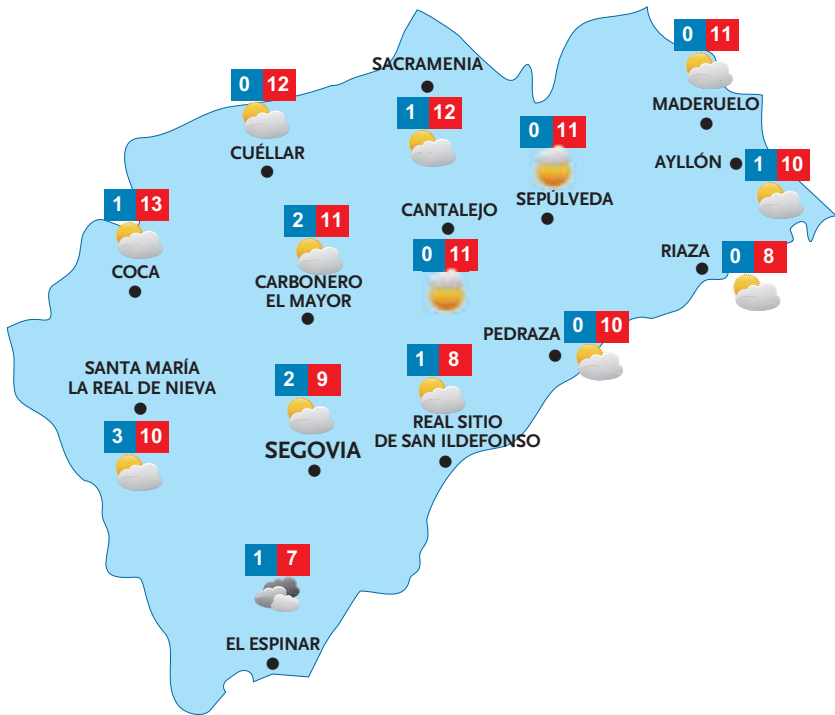 0 11
MADERUELO
SACRAMENIA
1 12
0 12
CUÉLLAR
0 11
SEPÚLVEDA
AYLLÓN
1 10
1 13
COCA
2 11
CARBONERO
EL MAYOR
CANTALEJO
0 11
RIAZA
0 8
PEDRAZA
0 10
SANTA MARÍA
LA REAL DE NIEVA
3 10
2 9
SEGOVIA
1 8
REAL SITIO
DE SAN ILDEFONSO
1 7
EL ESPINAR